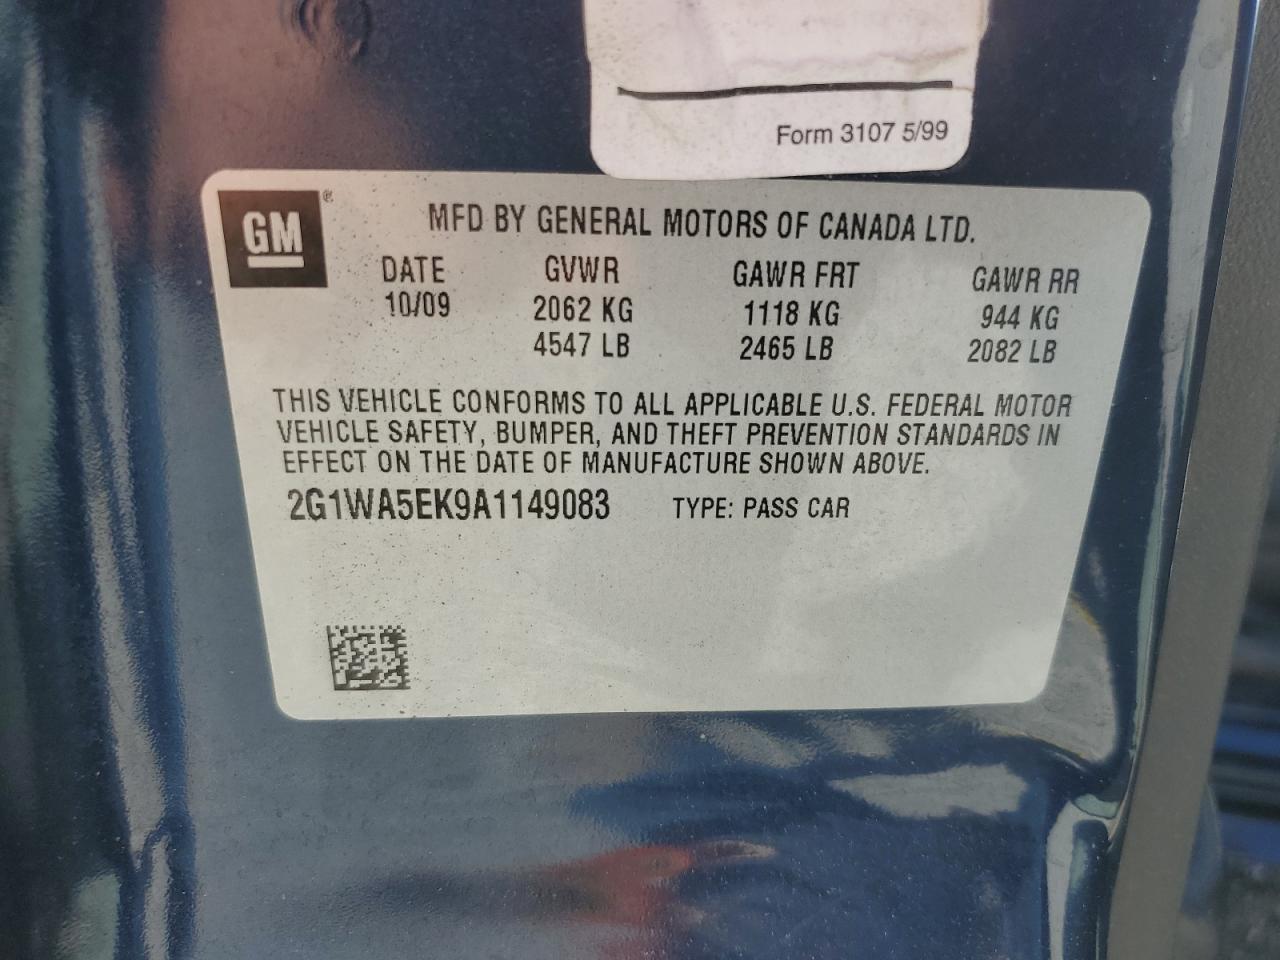 Form 3107 5/99
GM ®
MFD BY GENERAL MOTORS OF CANADA LTD.
DATE GVWR GAWR FRT GAWR RR
10/09 2062 KG 1118 KG 944 KG
4547 LB 2465 LB 2082 LB
THIS VEHICLE CONFORMS TO ALL APPLICABLE U.S. FEDERAL MOTOR
VEHICLE SAFETY, BUMPER, AND THEFT PREVENTION STANDARDS IN
EFFECT ON THE DATE OF MANUFACTURE SHOWN ABOVE.
2G1WA5EK9A1149083 TYPE: PASS CAR